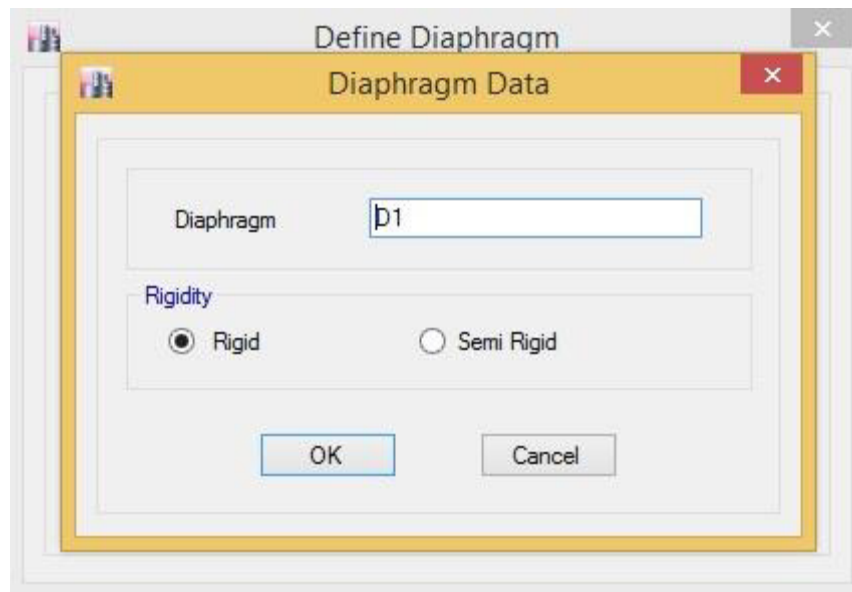 Define Diaphragm
Diaphragm Data
Diaphragm D1
Rigidity
Rigid Semi Rigid
OK Cancel